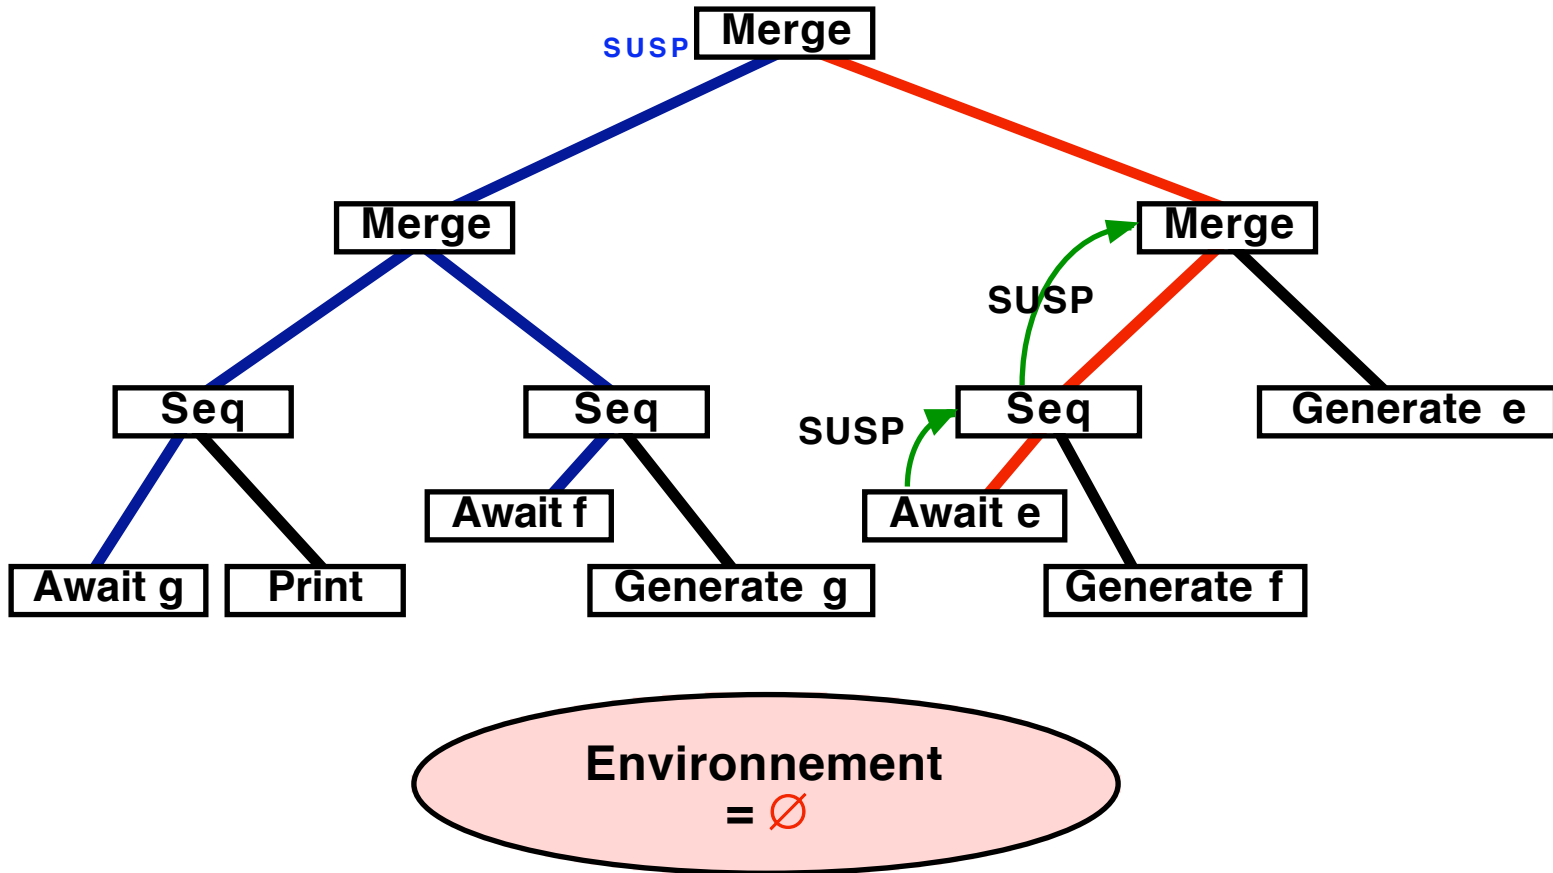 Merge
SUSP
Merge
Merge
SUSP
Seq
Seq
Seq
Generate e
SUSP
Await f
Await e
Await g
Print
Generate g
Generate f
Environnement
= ∅